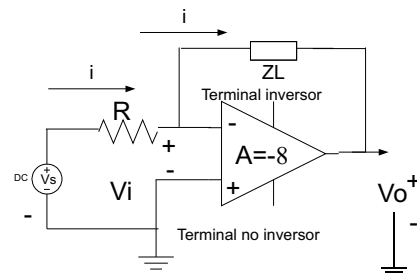 i
ZL
i
Terminal inversor
R
-
+
A=-8
DC
Vs
+
-
-
Vi
-
+
Vo
+
-
Terminal no inversor